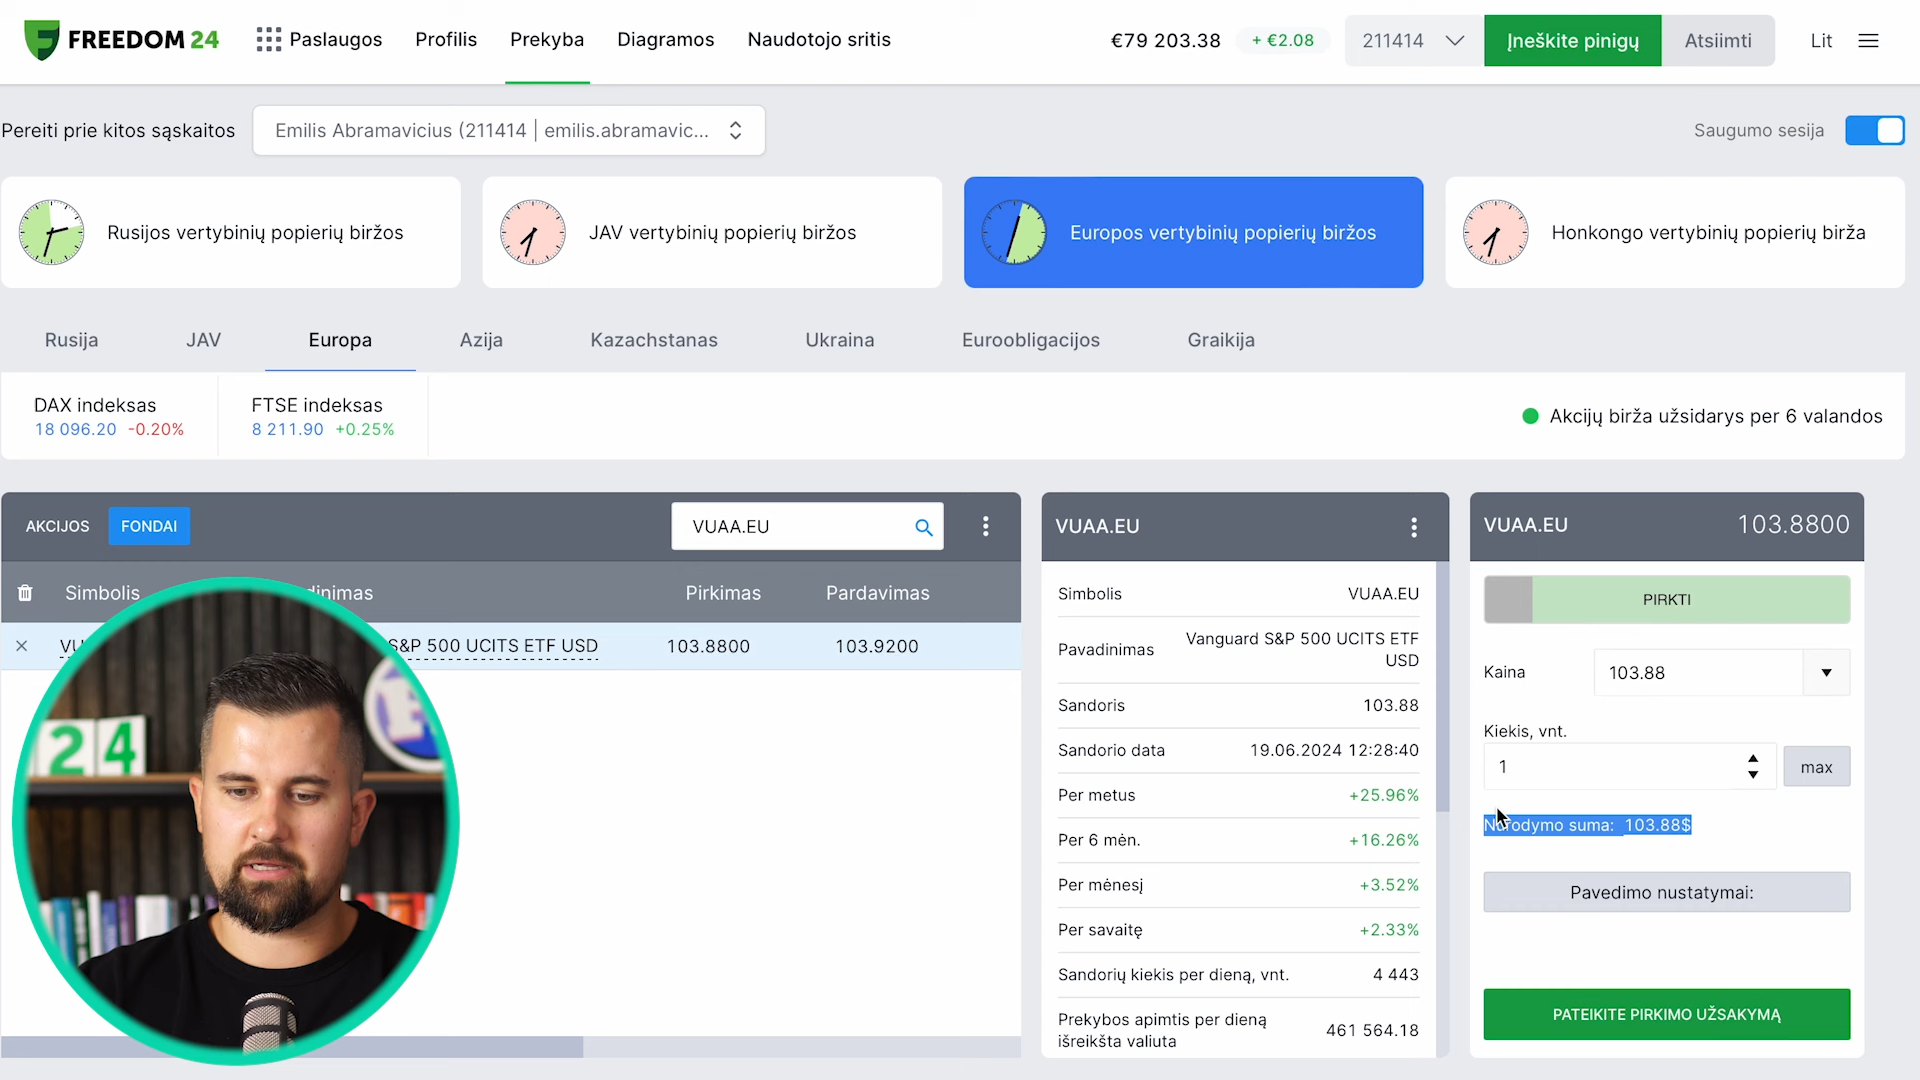 FREEDOM 24
Paslaugos
Profilis
Prekyba
Diagramos
Naudotojo sritis
€79 203.38
+ €2.08
211414
Įneškite pinigų
Atsiimti
Lit
Pereiti prie kitos sąskaitos
Emilis Abramavicius (211414 | emilis.abramavic...
Saugumo sesija
Rusijos vertybinių popierių biržos
JAV vertybinių popierių biržos
Europos vertybinių popierių biržos
Honkongo vertybinių popierių birža
Rusija
JAV
Europa
Azija
Kazachstanas
Ukraina
Euroobligacijos
Graikija
DAX indeksas
18 096.20 -0.20%
FTSE indeksas
8 211.90 +0.25%
Akcijų birža užsidarys per 6 valandos
AKCIJOS
FONDAI
VUAA.EU
Simbolis
Pirkimas
Pardavimas
S&P 500 UCITS ETF USD
103.8800
103.9200
24
VUAA.EU
Simbolis
VUAA.EU
Pavadinimas
Vanguard S&P 500 UCITS ETF
USD
Sandoris
103.88
Sandorio data
19.06.2024 12:28:40
Per metus
+25.96%
Per 6 mėn.
+16.26%
Per mėnesį
+3.52%
Per savaitę
+2.33%
Sandorių kiekis per dieną, vnt.
4 443
Prekybos apimtis per dieną
išreikšta valiuta
461 564.18
VUAA.EU
103.8800
PIRKTI
Kaina
103.88
Kiekis, vnt.
1
max
Nurodymo suma: 103.88$
Pavedimo nustatymai:
PATEIKITE PIRKIMO UŽSAKYMĄ